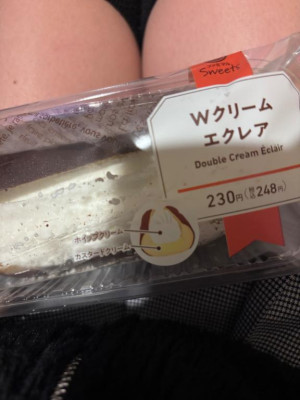 Sweets
Wクリーム
エクレア
Double Cream Éclair
230円(税込248円)
ホイップクリーム
カスタードクリーム